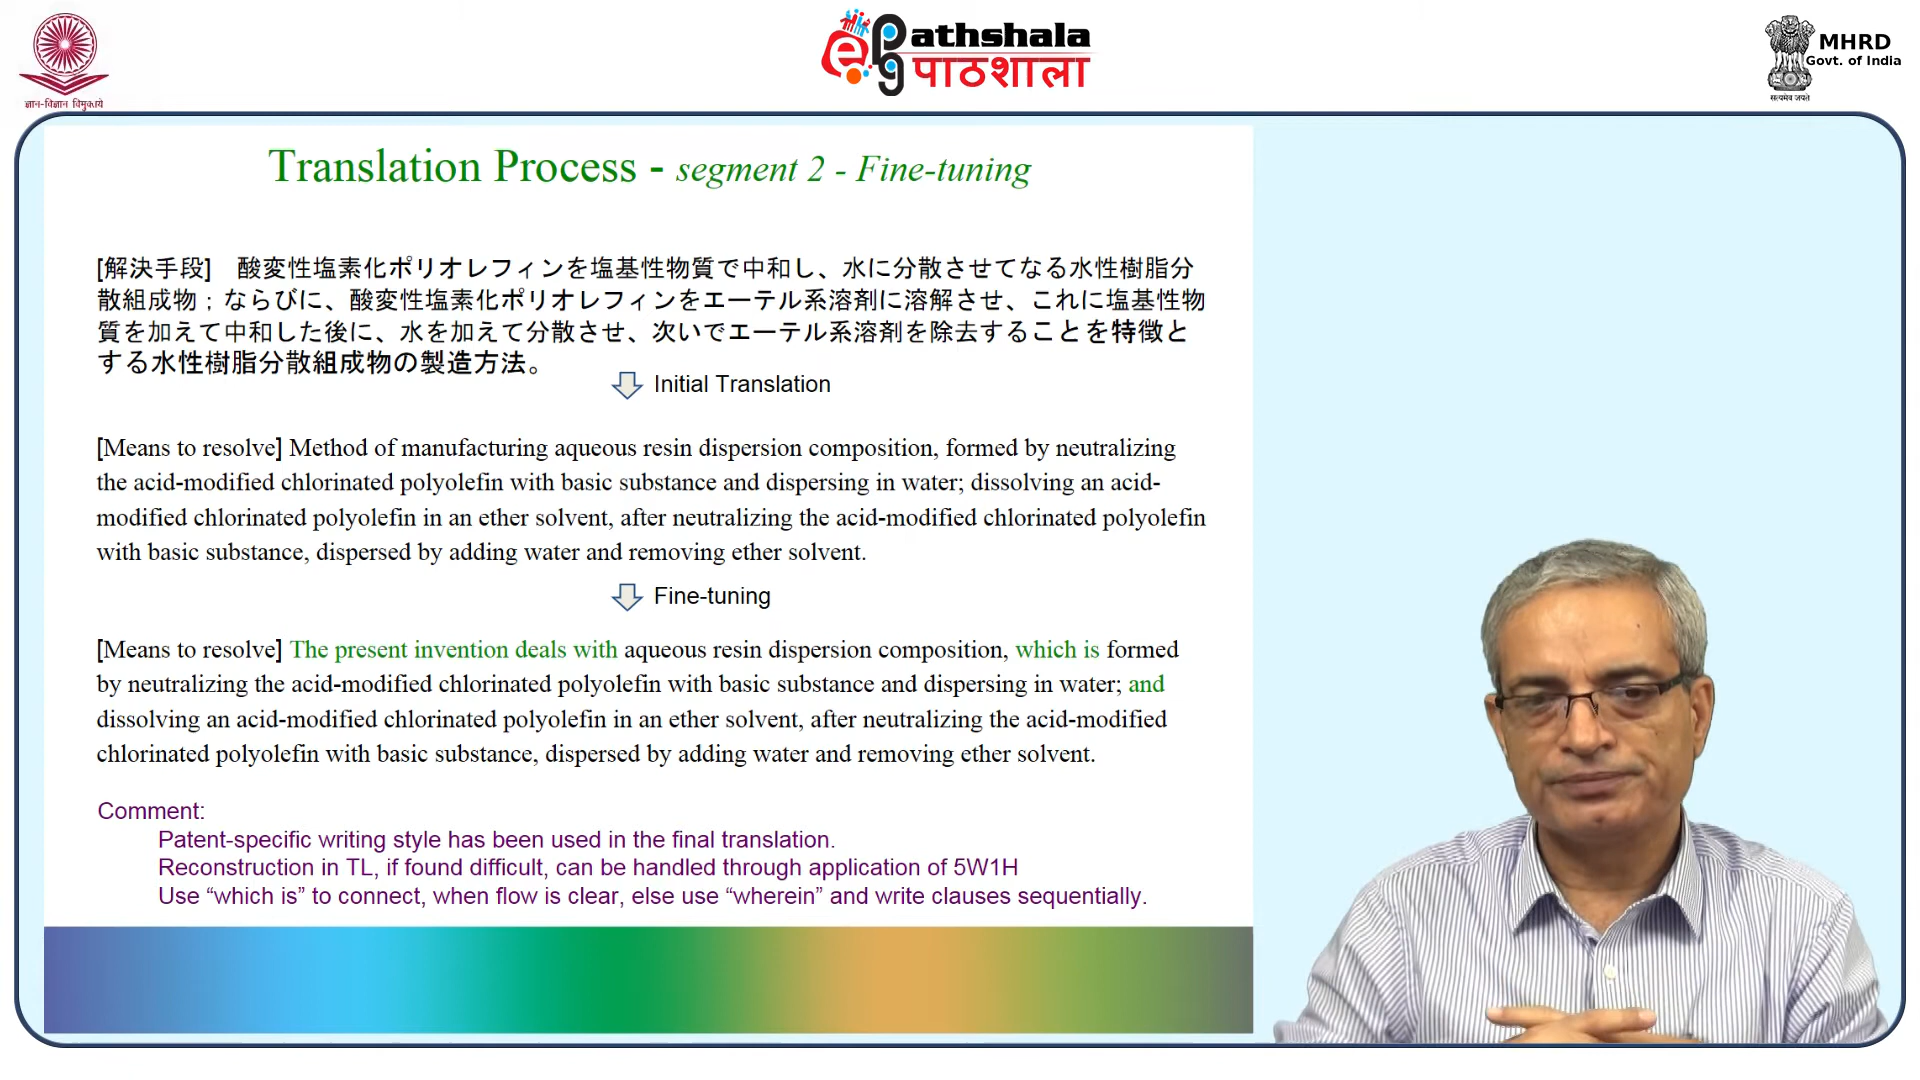 ज्ञान-विज्ञान विमुक्तये
ePathshala
पाठशाला
MHRD
Govt. of India
सत्यमेव जयते
Translation Process - segment 2 - Fine-tuning
[解決手段]　酸変性塩素化ポリオレフィンを塩基性物質で中和し、水に分散させてなる水性樹脂分
散組成物；ならびに、酸変性塩素化ポリオレフィンをエーテル系溶剤に溶解させ、これに塩基性物
質を加えて中和した後に、水を加えて分散させ、次いでエーテル系溶剤を除去することを特徴と
する水性樹脂分散組成物の製造方法。
Initial Translation
[Means to resolve] Method of manufacturing aqueous resin dispersion composition, formed by neutralizing
the acid-modified chlorinated polyolefin with basic substance and dispersing in water; dissolving an acid-
modified chlorinated polyolefin in an ether solvent, after neutralizing the acid-modified chlorinated polyolefin
with basic substance, dispersed by adding water and removing ether solvent.
Fine-tuning
[Means to resolve] The present invention deals with aqueous resin dispersion composition, which is formed
by neutralizing the acid-modified chlorinated polyolefin with basic substance and dispersing in water; and
dissolving an acid-modified chlorinated polyolefin in an ether solvent, after neutralizing the acid-modified
chlorinated polyolefin with basic substance, dispersed by adding water and removing ether solvent.
Comment:
Patent-specific writing style has been used in the final translation.
Reconstruction in TL, if found difficult, can be handled through application of 5W1H
Use “which is” to connect, when flow is clear, else use “wherein” and write clauses sequentially.